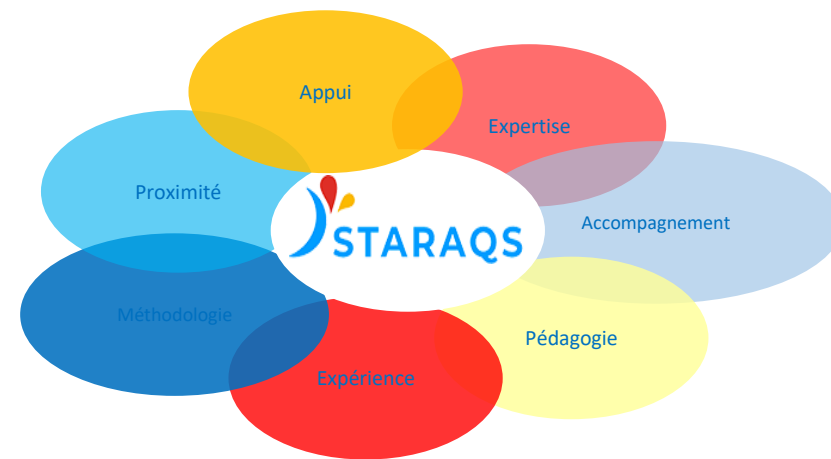 Appui
Expertise
Proximité
Accompagnement
STARAQS
Méthodologie
Pédagogie
Expérience